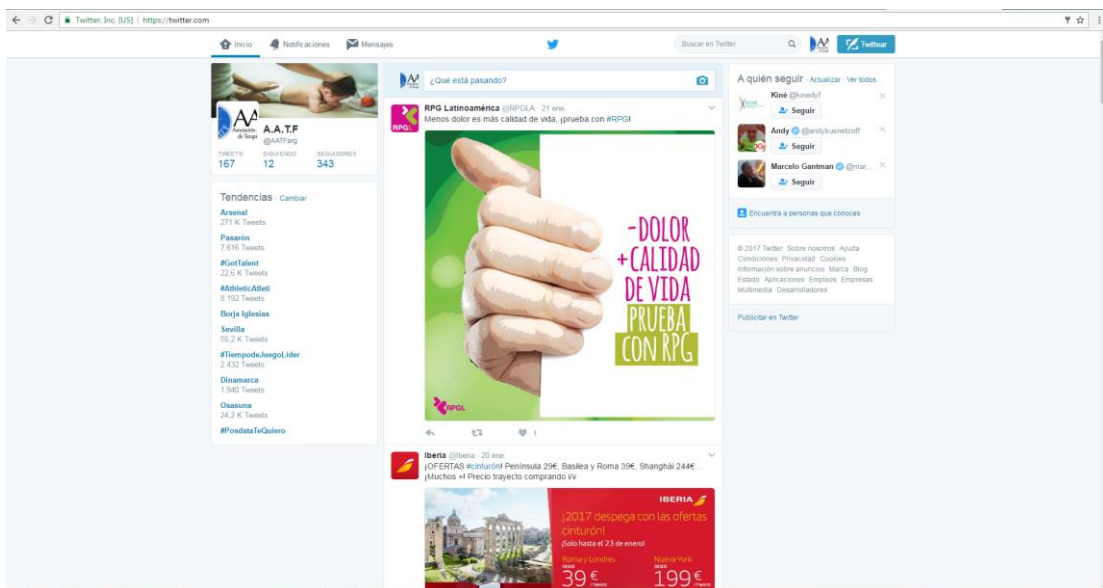 Twitter, Inc. [US] | https://twitter.com
Inicio
Notificaciones
Mensajes
Buscar en Twitter
Twittear
A.A.T.F
@AATFarg
TWEETS SIGUIENDO SEGUIDORES
167 12 343
Tendencias · Cambiar
Arsenal
271 K Tweets
Pasarón
7.616 Tweets
#GotTalent
22,6 K Tweets
#AthleticAtleti
8.192 Tweets
Borja Iglesias
Sevilla
55,2 K Tweets
#TiempodeJuegoLider
2.432 Tweets
Dinamarca
1.940 Tweets
Osasuna
24,2 K Tweets
#PosdataTeQuiero
¿Qué está pasando?
RPG Latinoamérica @RPGLA · 21 ene.
Menos dolor es más calidad de vida, ¡prueba con #RPG!
RPGL
-DOLOR
+CALIDAD
DE VIDA
PRUEBA
CON RPG
RPGL
1
Iberia @Iberia · 20 ene.
¡OFERTAS #cinturón! Península 29€, Basilea y Roma 39€, Shanghái 244€...
¡Muchos +! Precio trayecto comprando i/v
IBERIA
¡2017 despega con las ofertas
cinturón!
¡Solo hasta el 23 de enero!
Roma y Londres
DESDE
39€
Nueva York
DESDE
199€
A quién seguir · Actualizar · Ver todos
Kiné @kinedyf
Seguir
Andy @andykusnetzoff
Seguir
Marcelo Gantman @mar...
Seguir
Encuentra a personas que conoces
© 2017 Twitter Sobre nosotros Ayuda
Condiciones Privacidad Cookies
Información sobre anuncios Marca Blog
Estado Aplicaciones Empleos Empresas
Multimedia Desarrolladores
Publicitar en Twitter